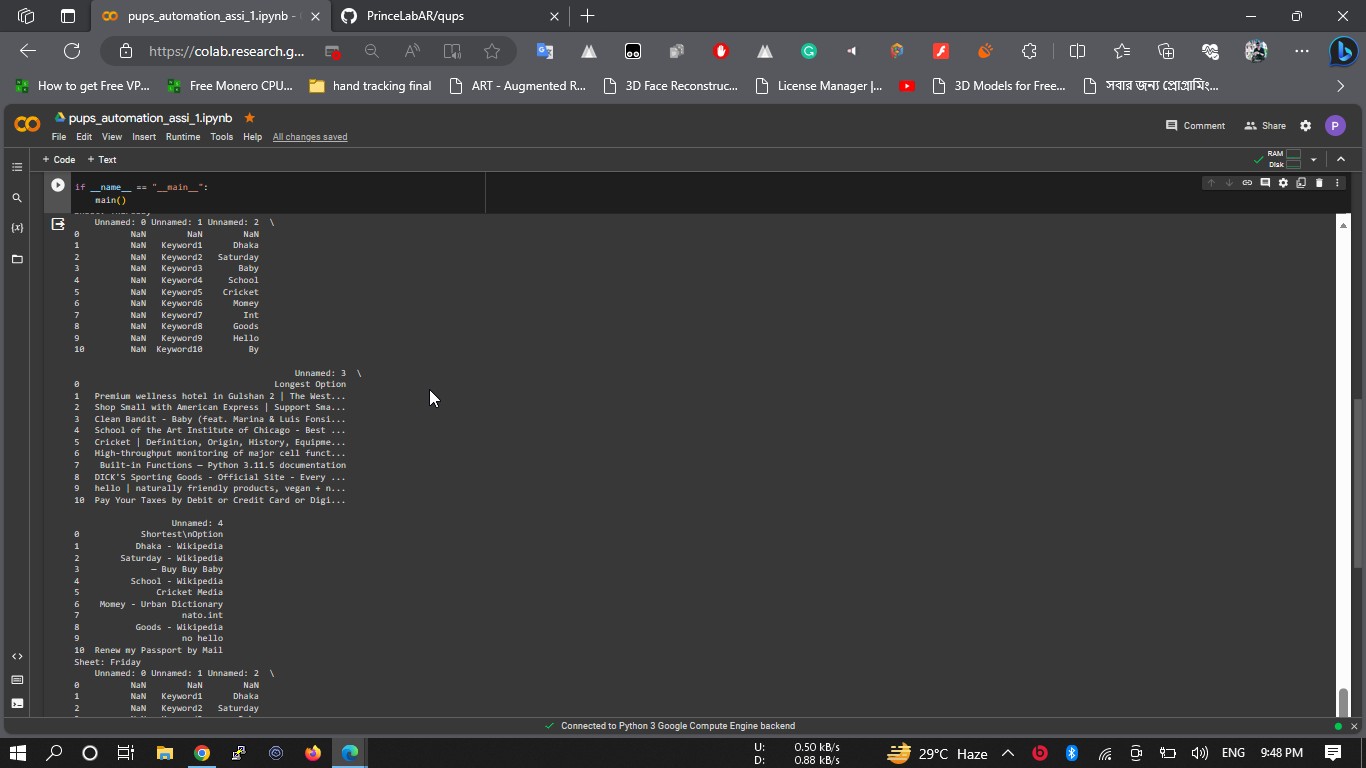 pups_automation_assi_1.ipynb -
PrinceLabAR/qups
https://colab.research.g...
How to get Free VP...
Free Monero CPU...
hand tracking final
ART - Augmented R...
3D Face Reconstruc...
License Manager |...
3D Models for Free...
সবার জন্য প্রোগ্রামিং...
pups_automation_assi_1.ipynb
File Edit View Insert Runtime Tools Help All changes saved
Comment
Share
P
+ Code + Text
RAM
Disk
if __name__ == "__main__":
main()
Unnamed: 0 Unnamed: 1 Unnamed: 2 \
0 NaN NaN NaN
1 NaN Keyword1 Dhaka
2 NaN Keyword2 Saturday
3 NaN Keyword3 Baby
4 NaN Keyword4 School
5 NaN Keyword5 Cricket
6 NaN Keyword6 Momey
7 NaN Keyword7 Int
8 NaN Keyword8 Goods
9 NaN Keyword9 Hello
10 NaN Keyword10 By
Unnamed: 3 \
0 Longest Option
1 Premium wellness hotel in Gulshan 2 | The West...
2 Shop Small with American Express | Support Sma...
3 Clean Bandit - Baby (feat. Marina & Luis Fonsi...
4 School of the Art Institute of Chicago - Best ...
5 Cricket | Definition, Origin, History, Equipme...
6 High-throughput monitoring of major cell funct...
7 Built-in Functions — Python 3.11.5 documentation
8 DICK'S Sporting Goods - Official Site - Every ...
9 hello | naturally friendly products, vegan + n...
10 Pay Your Taxes by Debit or Credit Card or Digi...
Unnamed: 4
0 Shortest\nOption
1 Dhaka - Wikipedia
2 Saturday - Wikipedia
3 — Buy Buy Baby
4 School - Wikipedia
5 Cricket Media
6 Momey - Urban Dictionary
7 nato.int
8 Goods - Wikipedia
9 no hello
10 Renew my Passport by Mail
Sheet: Friday
Unnamed: 0 Unnamed: 1 Unnamed: 2 \
0 NaN NaN NaN
1 NaN Keyword1 Dhaka
2 NaN Keyword2 Saturday
Connected to Python 3 Google Compute Engine backend
U: 0.50 kB/s
D: 0.88 kB/s
29°C Haze
ENG
9:48 PM